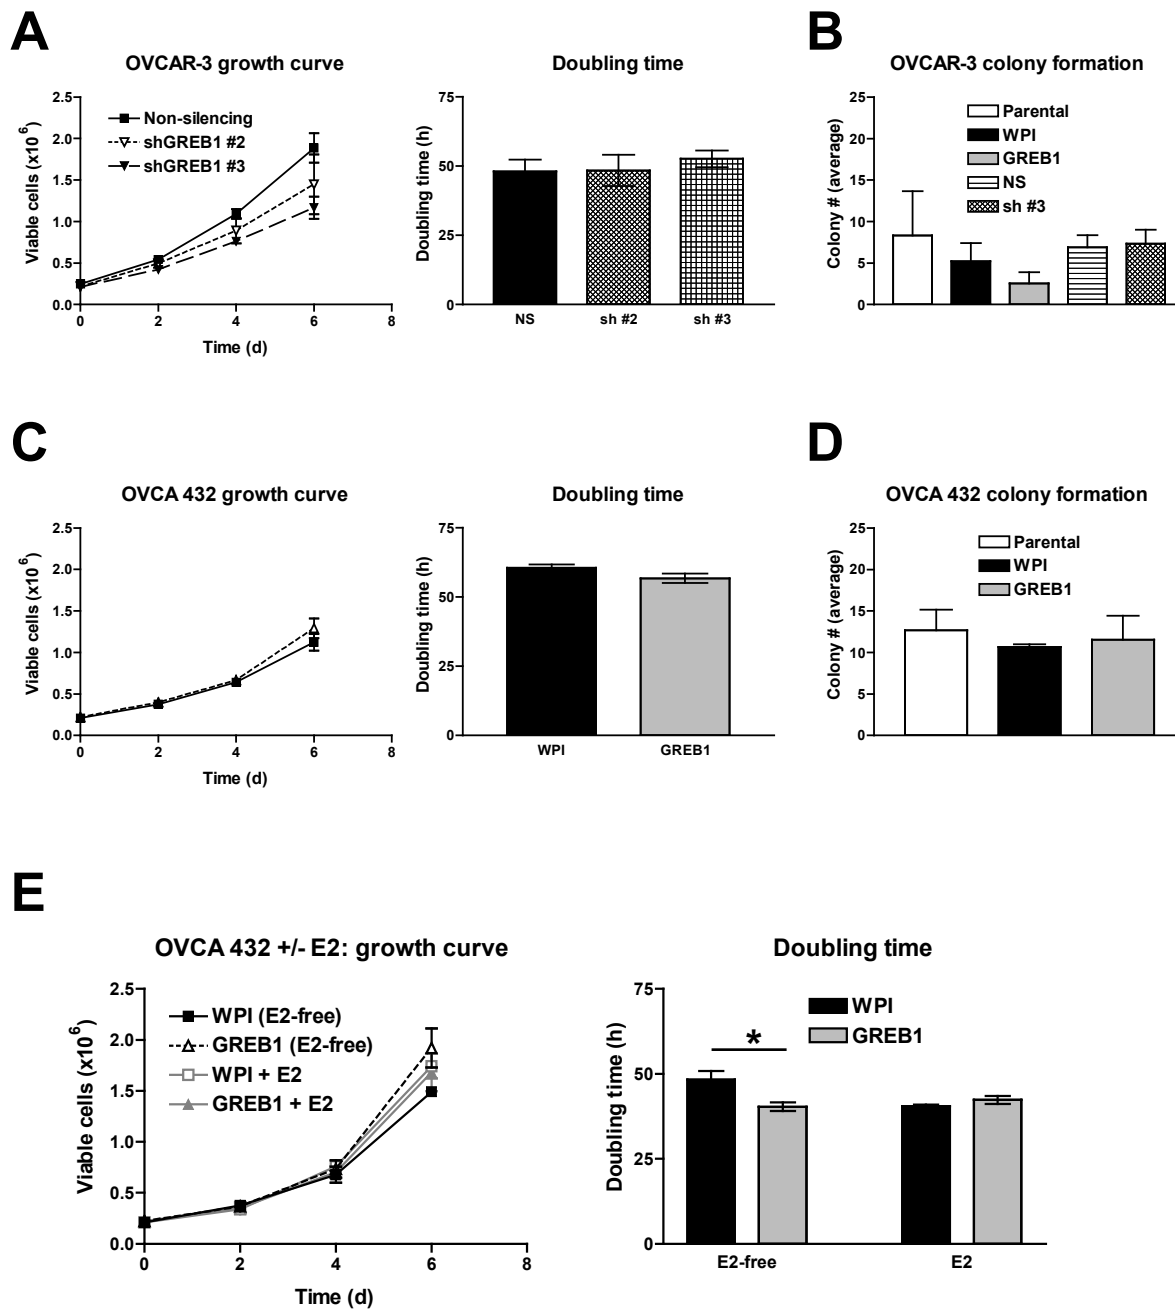 A
B
OVCAR-3 growth curve
Doubling time
OVCAR-3 colony formation
Viable cells (x10^6)
2.5
2.0
1.5
1.0
0.5
0.0
Non-silencing
shGREB1 #2
shGREB1 #3
0 2 4 6 8
Time (d)
Doubling time (h)
75
50
25
0
NS sh #2 sh #3
Colony # (average)
25
20
15
10
5
0
Parental
WPI
GREB1
NS
sh #3
C
D
OVCA 432 growth curve
Doubling time
OVCA 432 colony formation
Viable cells (x10^6)
2.5
2.0
1.5
1.0
0.5
0.0
0 2 4 6 8
Time (d)
Doubling time (h)
75
50
25
0
WPI GREB1
Colony # (average)
25
20
15
10
5
0
Parental
WPI
GREB1
E
OVCA 432 +/- E2: growth curve
Doubling time
Viable cells (x10^6)
2.5
2.0
1.5
1.0
0.5
0.0
WPI (E2-free)
GREB1 (E2-free)
WPI + E2
GREB1 + E2
0 2 4 6 8
Time (d)
Doubling time (h)
75
50
25
0
WPI
GREB1
*
E2-free E2